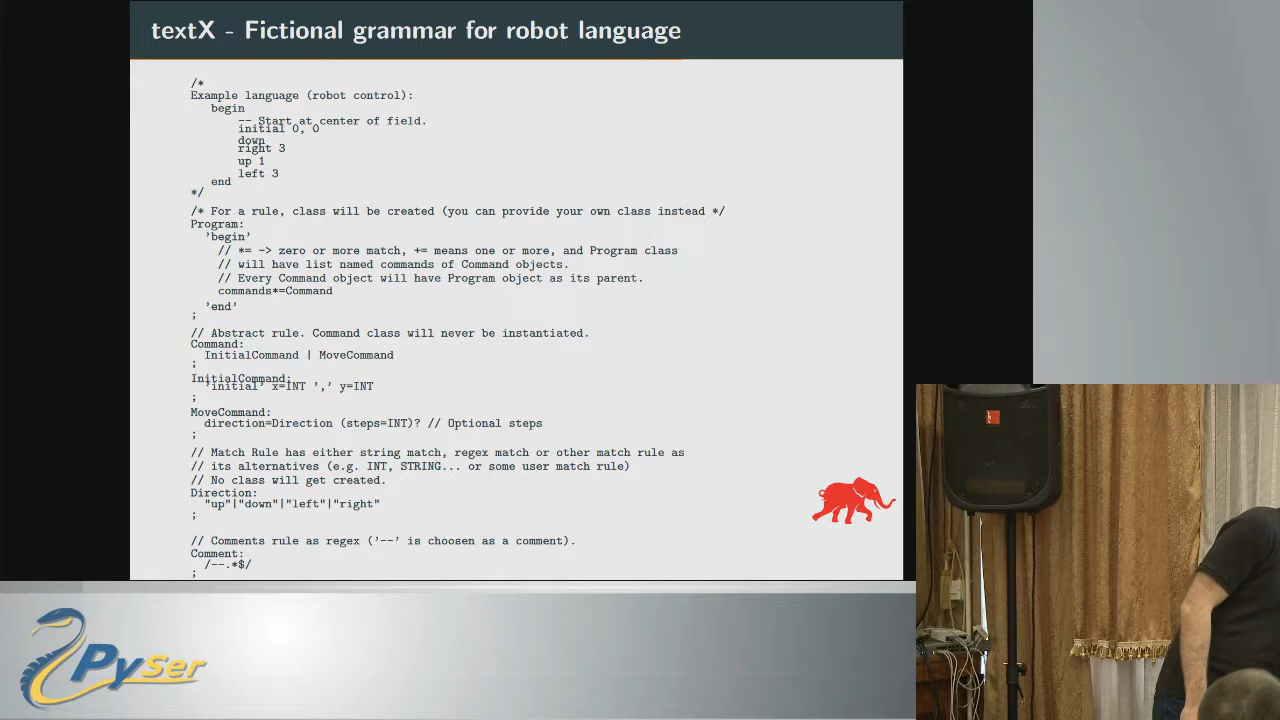 textX - Fictional grammar for robot language
/*
Example language (robot control):
begin
-- Start at center of field.
initial 0, 0
down
right 3
up 1
left 3
end
*/
/* For a rule, class will be created (you can provide your own class instead */
Program:
'begin'
// *= -> zero or more match, += means one or more, and Program class
// will have list named commands of Command objects.
// Every Command object will have Program object as its parent.
commands*=Command
'end'
;
// Abstract rule. Command class will never be instantiated.
Command:
InitialCommand | MoveCommand
;
InitialCommand:
'initial' x=INT ',' y=INT
;
MoveCommand:
direction=Direction (steps=INT)? // Optional steps
;
// Match Rule has either string match, regex match or other match rule as
// its alternatives (e.g. INT, STRING... or some user match rule)
// No class will get created.
Direction:
"up"|"down"|"left"|"right"
;
// Comments rule as regex ('--' is choosen as a comment).
Comment:
/--.*$/
;
PySer